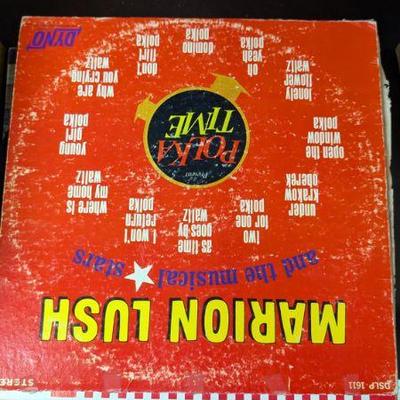 DSLP 1611
STERE
MARION LUSH
and the musical stars
two
for one
polka
as time
goes by
waltz
i won't
return
polka
under
krakow
oberek
where is
my home
waltz
open the
window
polka
Present
POLKA
TIME
young
girl
polka
lonely
flower
waltz
why are
you crying
waltz
oh
yeah
polka
domino
polka
don't
flirt
polka
DYNO